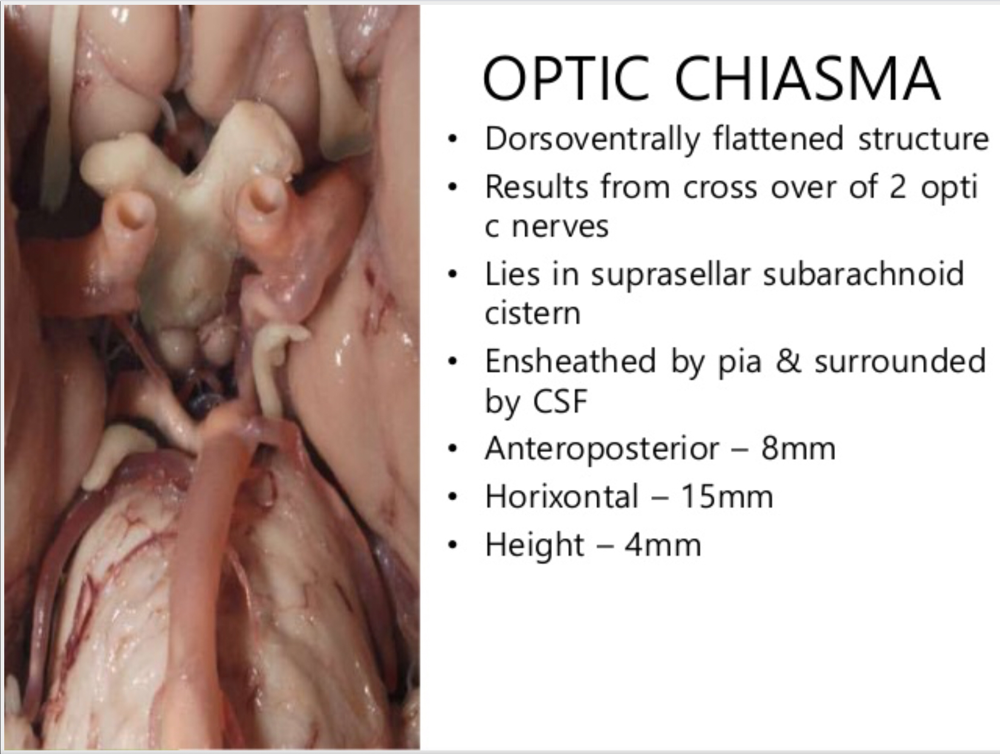 OPTIC CHIASMA
• Dorsoventrally flattened structure
• Results from cross over of 2 opti
c nerves
• Lies in suprasellar subarachnoid
cistern
• Ensheathed by pia & surrounded
by CSF
• Anteroposterior – 8mm
• Horixontal – 15mm
• Height – 4mm